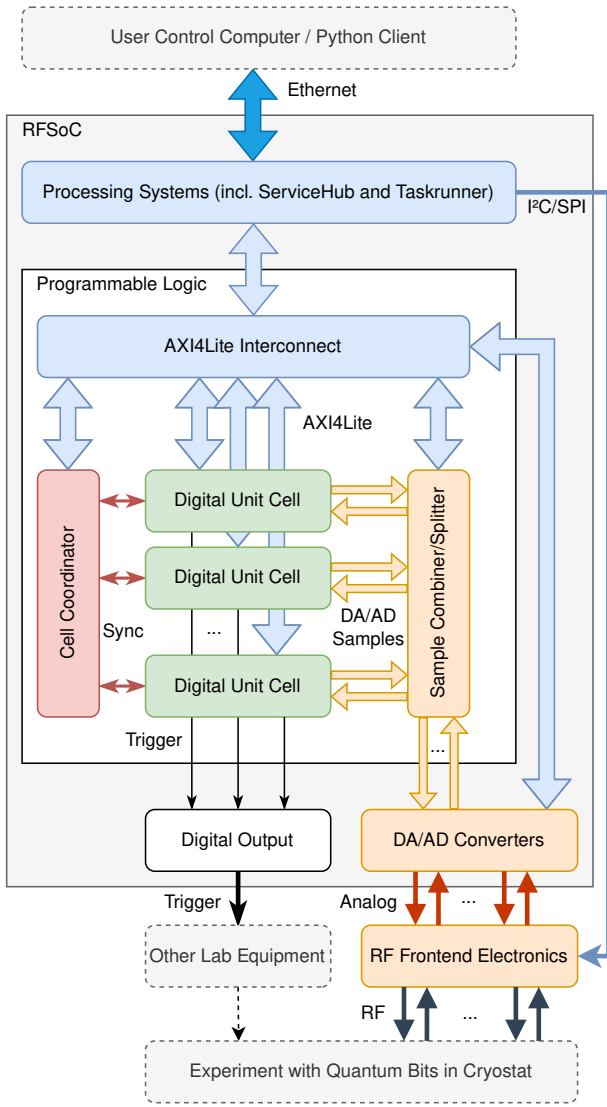 User Control Computer / Python Client
Ethernet
RFSoC
Processing Systems (incl. ServiceHub and Taskrunner)
I²C/SPI
Programmable Logic
AXI4Lite Interconnect
AXI4Lite
Cell Coordinator
Digital Unit Cell
Sample Combiner/Splitter
Digital Unit Cell
Sync
...
DA/AD
Samples
Digital Unit Cell
Trigger
...
Digital Output
DA/AD Converters
Trigger
Analog
...
Other Lab Equipment
RF Frontend Electronics
RF
...
Experiment with Quantum Bits in Cryostat